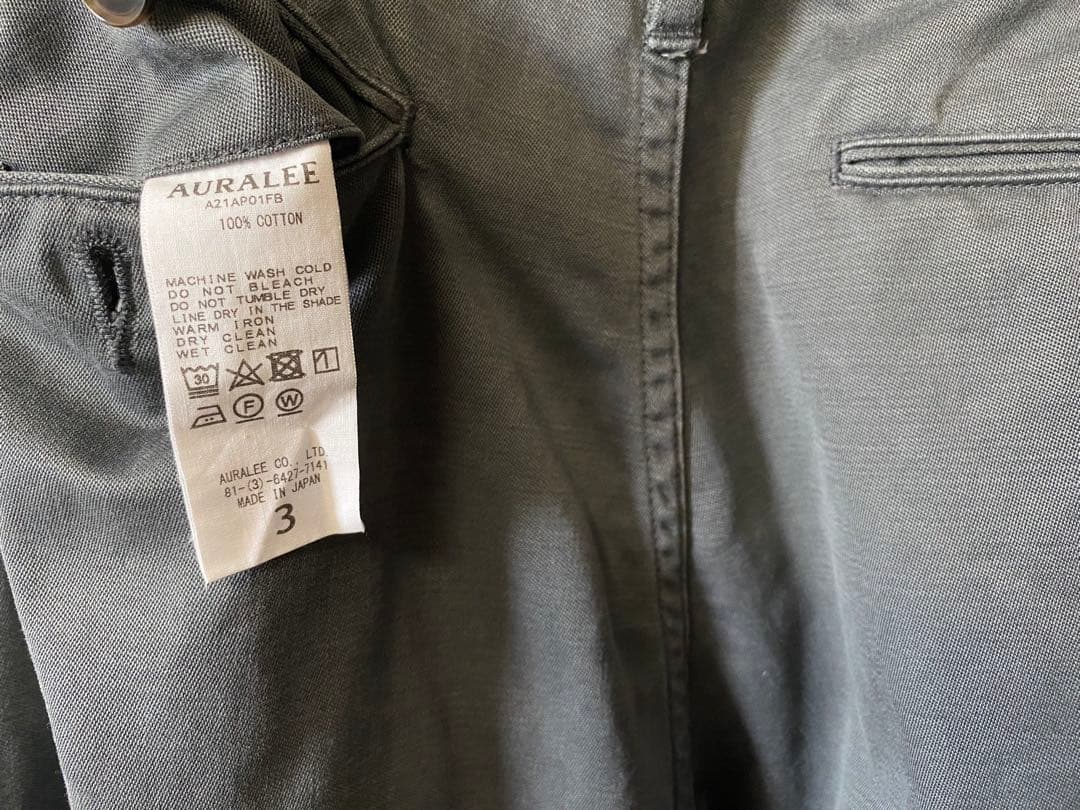 AURALEE
A21AP01FB
100% COTTON
MACHINE WASH COLD
DO NOT BLEACH
DO NOT TUMBLE DRY
LINE DRY IN THE SHADE
WARM IRON
DRY CLEAN
WET CLEAN
30
F W
AURALEE CO., LTD.
81-(3)-6427-7141
MADE IN JAPAN
3